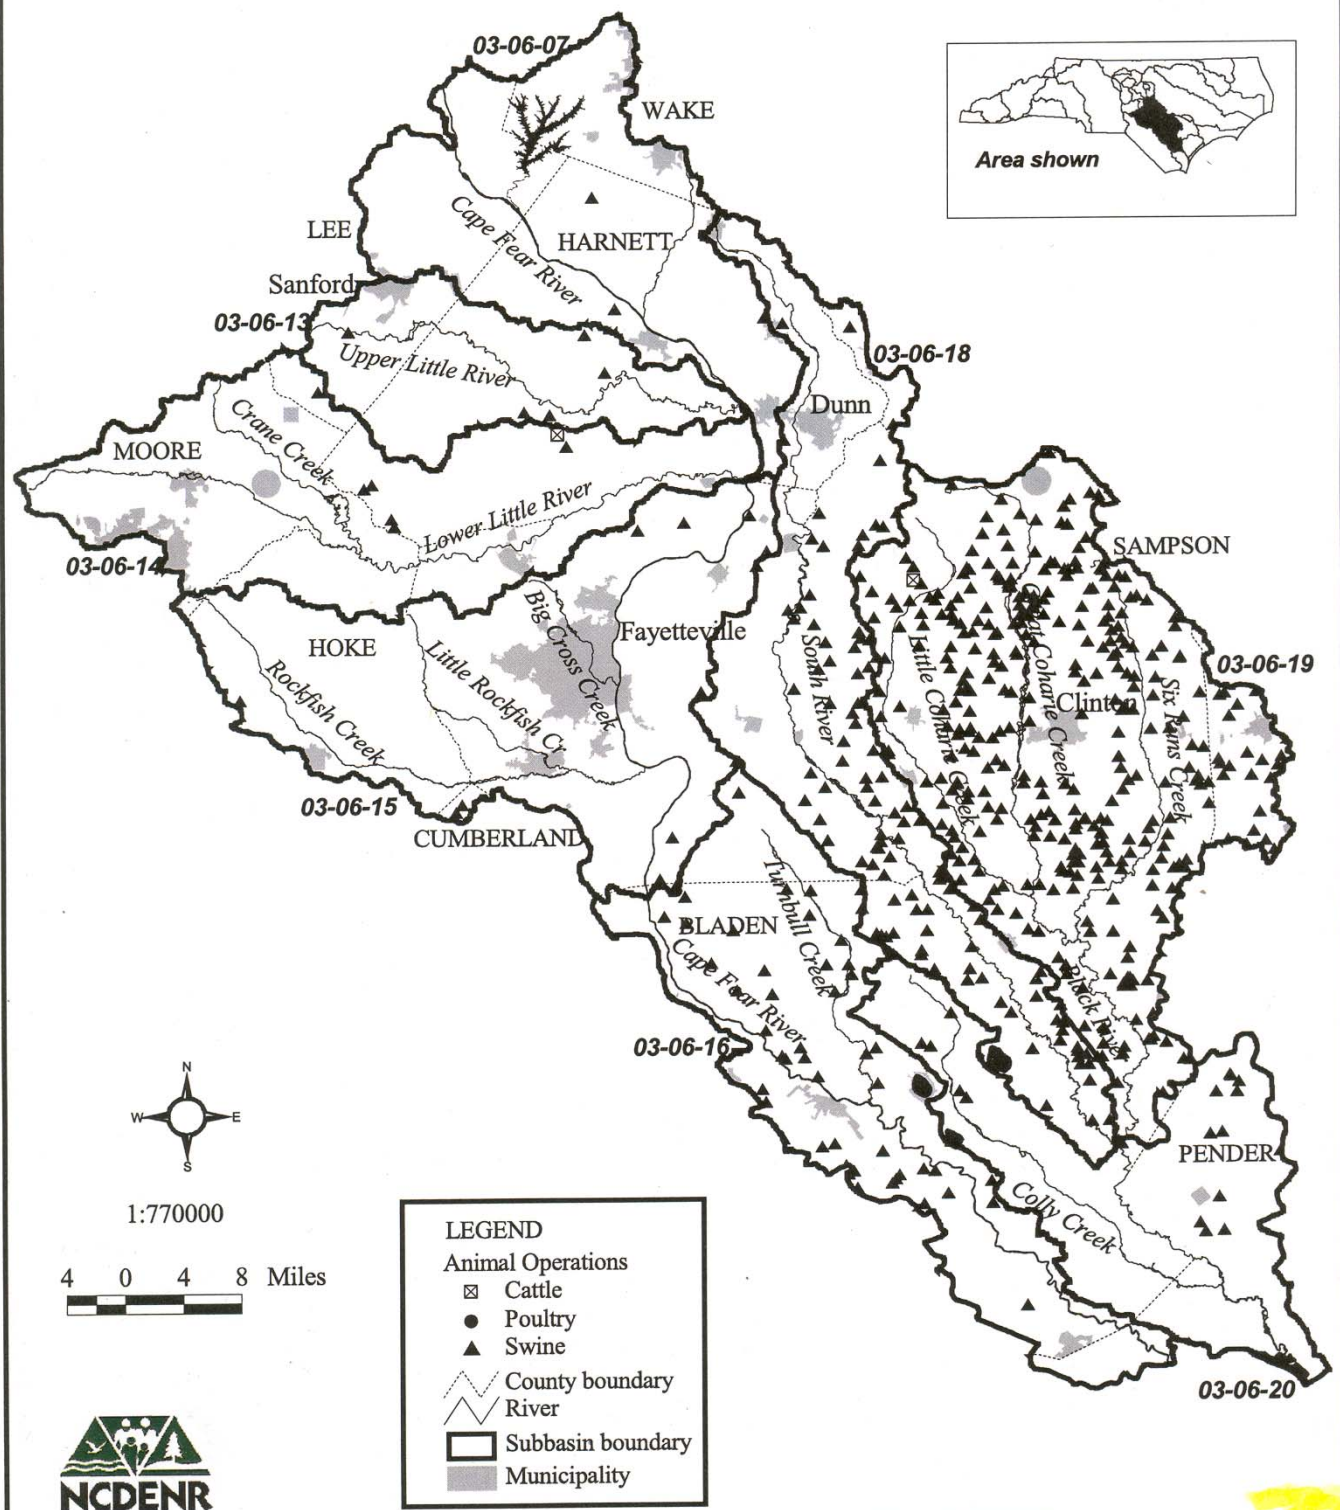 03-06-07
WAKE
Area shown
LEE
Cape Fear River
HARNETT
Sanford
03-06-13
Upper Little River
03-06-18
Dunn
Crane Creek
MOORE
Lower Little River
SAMPSON
03-06-14
HOKE
Big Cross Creek
Fayetteville
Little Rockfish Cr.
Rockfish Creek
South River
Little Coharie Creek
Great Coharie Creek
Clinton
Six Runs Creek
03-06-19
03-06-15
CUMBERLAND
Turnbull Creek
BLADEN
Cape Fear River
Black River
03-06-16
PENDER
Colly Creek
03-06-20
N
W
E
S
1:770000
4 0 4 8 Miles
LEGEND
Animal Operations
Cattle
Poultry
Swine
County boundary
River
Subbasin boundary
Municipality
NCDENR